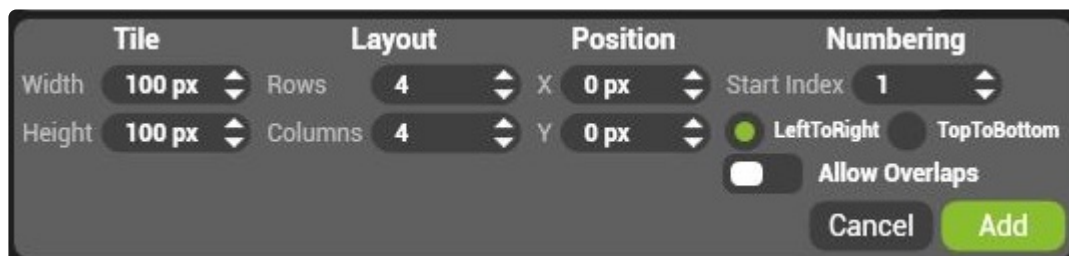 Tile Layout Position Numbering
Width 100 px Rows 4 X 0 px Start Index 1
Height 100 px Columns 4 Y 0 px LeftToRight TopToBottom
Allow Overlaps
Cancel Add